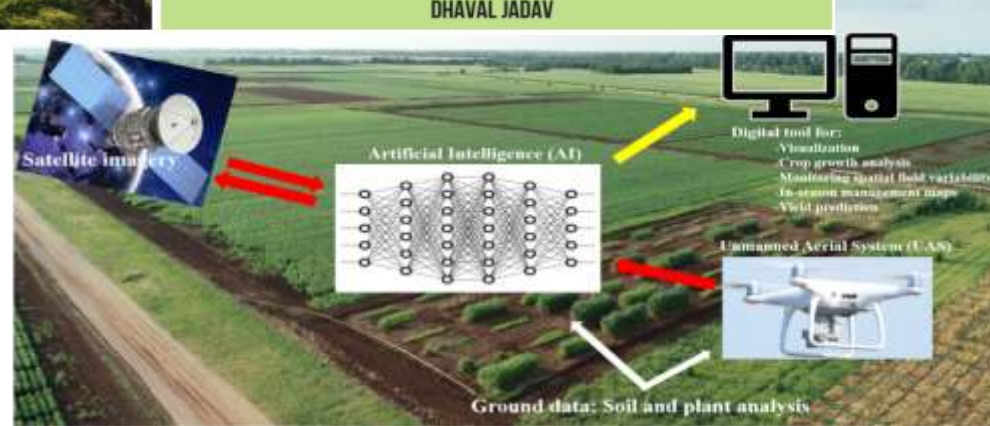 DHAVAL JADAV
Satellite imagery
Artificial Intelligence (AI)
Digital tool for:
Visualization
Crop growth analysis
Monitoring spatial field variability
In-season management maps
Yield prediction
Unmanned Aerial System (UAS)
Ground data: Soil and plant analysis